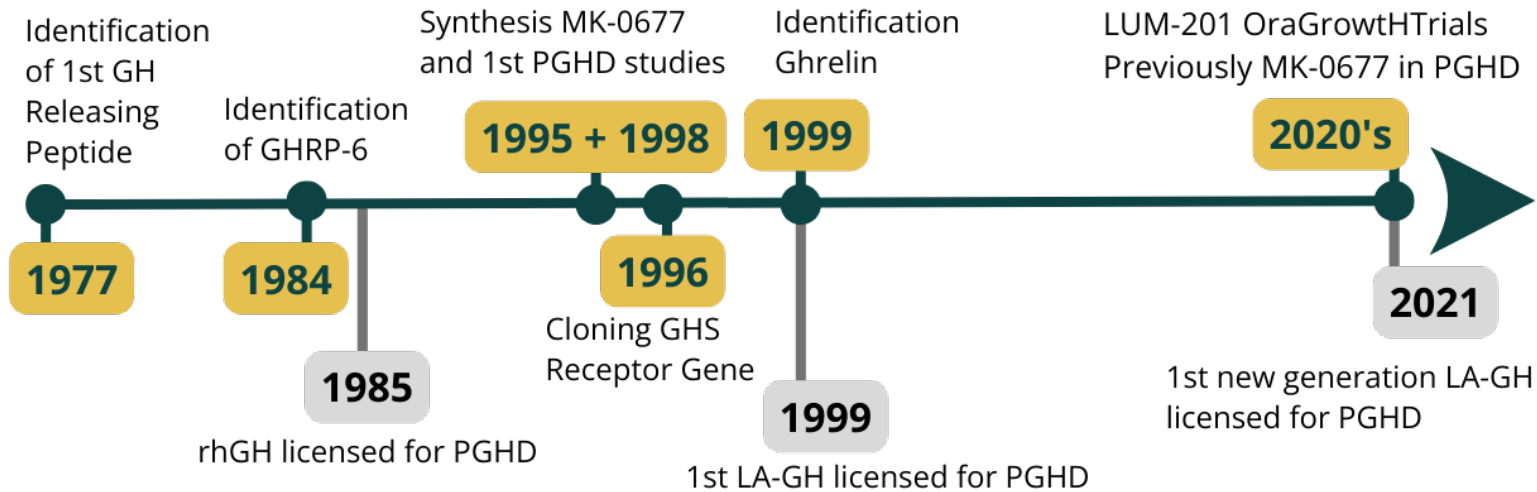 Identification
of 1st GH
Releasing
Peptide
1977
Identification
of GHRP-6
1984
1985
rhGH licensed for PGHD
Synthesis MK-0677
and 1st PGHD studies
1995 + 1998
1996
Cloning GHS
Receptor Gene
Identification
Ghrelin
1999
1999
1st LA-GH licensed for PGHD
LUM-201 OraGrowtHTrials
Previously MK-0677 in PGHD
2020's
2021
1st new generation LA-GH
licensed for PGHD